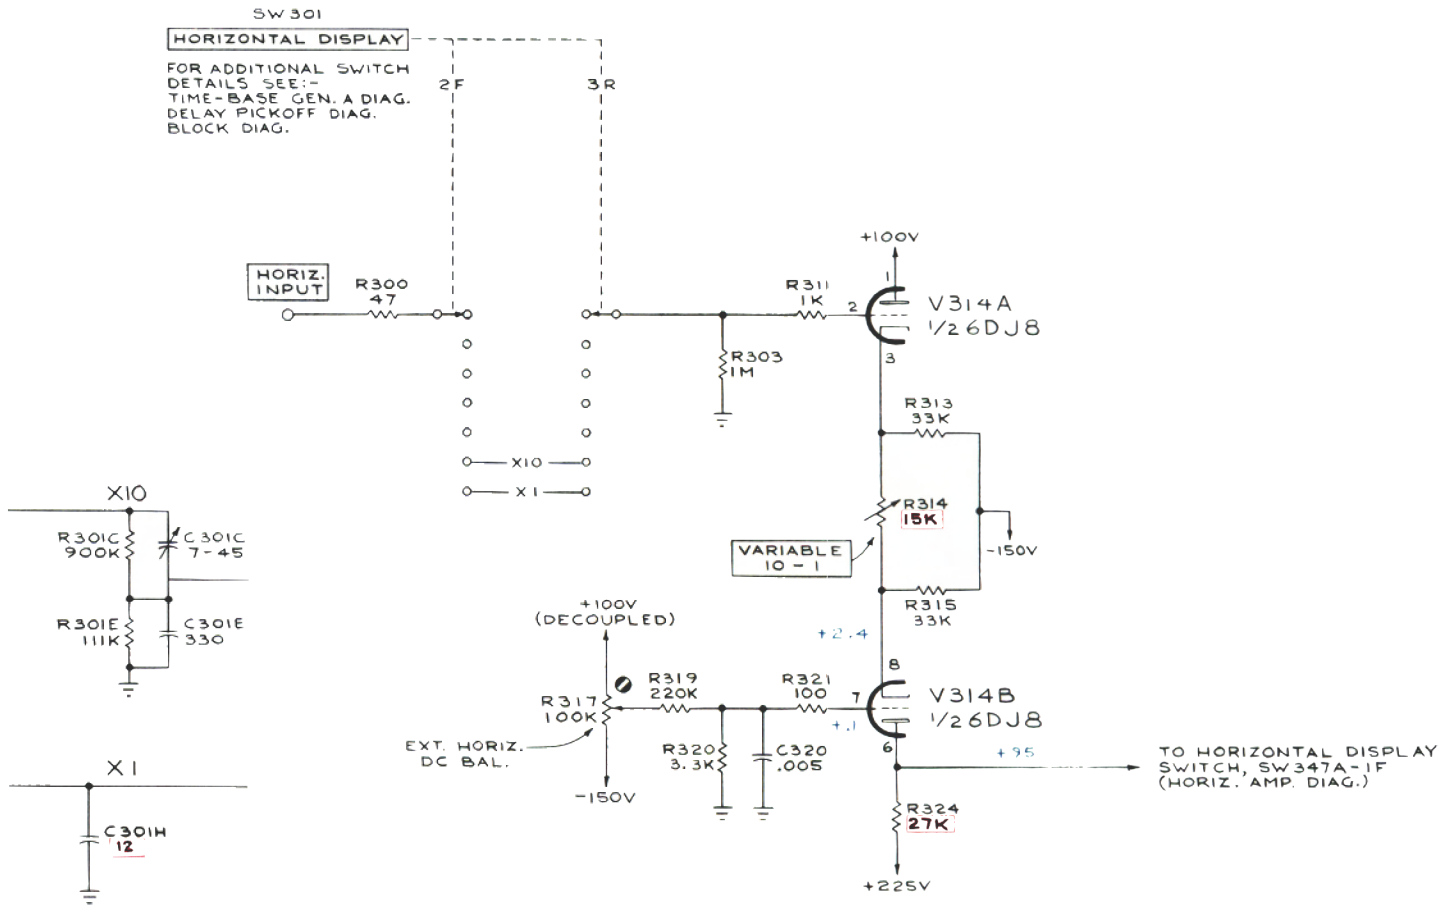 SW301
HORIZONTAL DISPLAY
FOR ADDITIONAL SWITCH
DETAILS SEE:-
TIME-BASE GEN. A DIAG.
DELAY PICKOFF DIAG.
BLOCK DIAG.
2F
3R
HORIZ.
INPUT
R300
47
R311
1K
+100V
1
2
3
V314A
1/2 6DJ8
R303
1M
R313
33K
X10
X1
R314
15K
-150V
VARIABLE
10-1
R315
33K
X10
R301C
900K
C301C
7-45
R301E
111K
C301E
330
+100V
(DECOUPLED)
+2.4
8
R317
100K
R319
220K
R321
100
7
+.1
6
V314B
1/2 6DJ8
EXT. HORIZ.
DC BAL.
R320
3.3K
C320
.005
+95
TO HORIZONTAL DISPLAY
SWITCH, SW347A-1F
(HORIZ. AMP. DIAG.)
-150V
R324
27K
+225V
X1
C301H
12